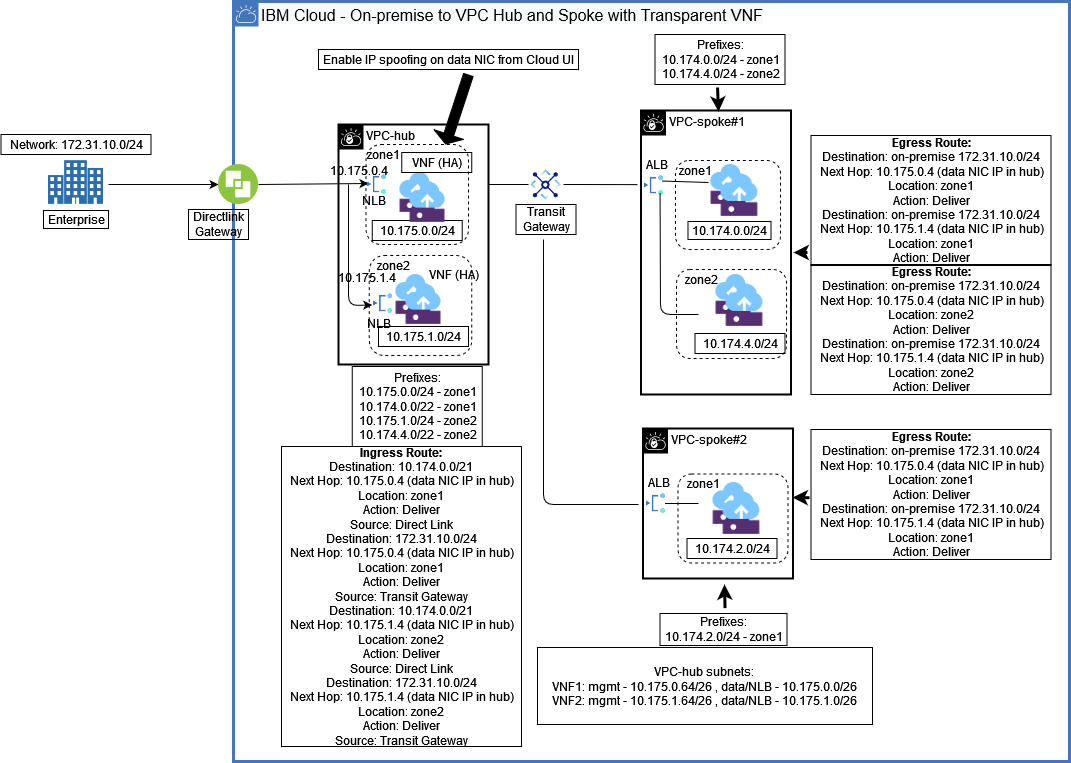 IBM Cloud - On-premise to VPC Hub and Spoke with Transparent VNF
Enable IP spoofing on data NIC from Cloud UI
Prefixes:
10.174.0.0/24 - zone1
10.174.4.0/24 - zone2
Network: 172.31.10.0/24
Enterprise
Directlink
Gateway
VPC-hub
zone1
VNF (HA)
10.175.0.4
NLB
10.175.0.0/24
zone2
VNF (HA)
10.175.1.4
NLB
10.175.1.0/24
Transit
Gateway
VPC-spoke#1
ALB
zone1
10.174.0.0/24
zone2
10.174.4.0/24
Egress Route:
Destination: on-premise 172.31.10.0/24
Next Hop: 10.175.0.4 (data NIC IP in hub)
Location: zone1
Action: Deliver
Destination: on-premise 172.31.10.0/24
Next Hop: 10.175.1.4 (data NIC IP in hub)
Location: zone1
Action: Deliver
Egress Route:
Destination: on-premise 172.31.10.0/24
Next Hop: 10.175.0.4 (data NIC IP in hub)
Location: zone2
Action: Deliver
Destination: on-premise 172.31.10.0/24
Next Hop: 10.175.1.4 (data NIC IP in hub)
Location: zone2
Action: Deliver
Prefixes:
10.175.0.0/24 - zone1
10.174.0.0/22 - zone1
10.175.1.0/24 - zone2
10.174.4.0/22 - zone2
Ingress Route:
Destination: 10.174.0.0/21
Next Hop: 10.175.0.4 (data NIC IP in hub)
Location: zone1
Action: Deliver
Source: Direct Link
Destination: 172.31.10.0/24
Next Hop: 10.175.0.4 (data NIC IP in hub)
Location: zone1
Action: Deliver
Source: Transit Gateway
Destination: 10.174.0.0/21
Next Hop: 10.175.1.4 (data NIC IP in hub)
Location: zone2
Action: Deliver
Source: Direct Link
Destination: 172.31.10.0/24
Next Hop: 10.175.1.4 (data NIC IP in hub)
Location: zone2
Action: Deliver
Source: Transit Gateway
VPC-spoke#2
ALB
zone1
10.174.2.0/24
Egress Route:
Destination: on-premise 172.31.10.0/24
Next Hop: 10.175.0.4 (data NIC IP in hub)
Location: zone1
Action: Deliver
Destination: on-premise 172.31.10.0/24
Next Hop: 10.175.1.4 (data NIC IP in hub)
Location: zone1
Action: Deliver
Prefixes:
10.174.2.0/24 - zone1
VPC-hub subnets:
VNF1: mgmt - 10.175.0.64/26 , data/NLB - 10.175.0.0/26
VNF2: mgmt - 10.175.1.64/26 , data/NLB - 10.175.1.0/26